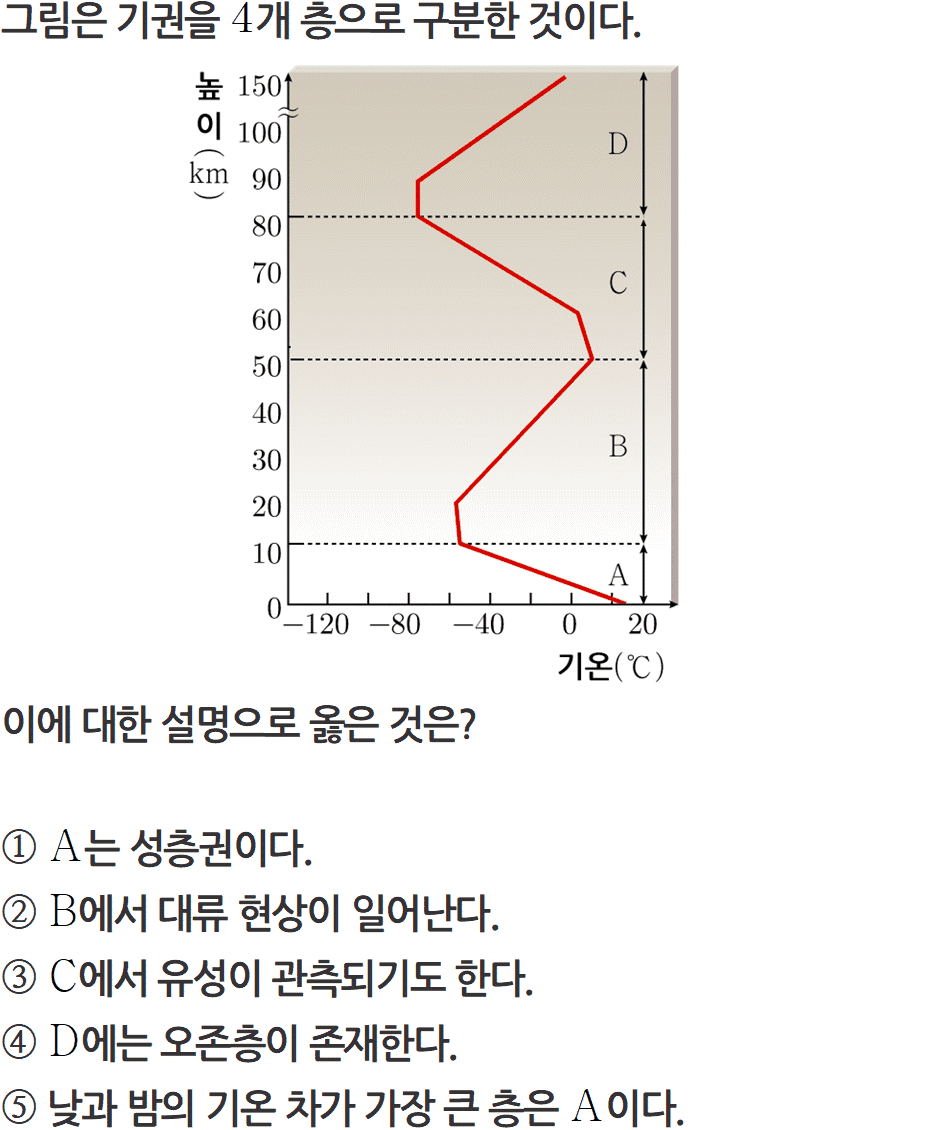 그림은 기권을 4개 층으로 구분한 것이다.
높이(km)
150
100
90
80
70
60
50
40
30
20
10
0
D
C
B
A
−120 −80 −40 0 20
기온(℃)
이에 대한 설명으로 옳은 것은?
① A는 성층권이다.
② B에서 대류 현상이 일어난다.
③ C에서 유성이 관측되기도 한다.
④ D에는 오존층이 존재한다.
⑤ 낮과 밤의 기온 차가 가장 큰 층은 A이다.